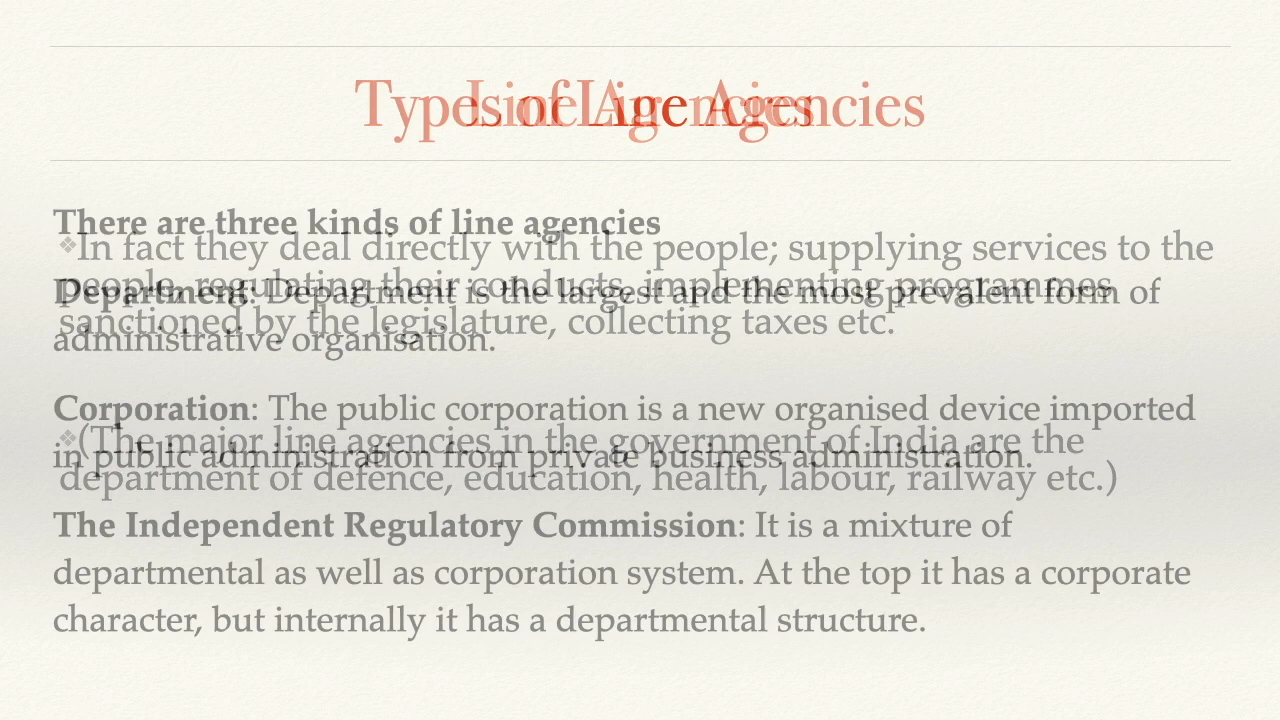 Types of Line Agencies
Line Agencies
There are three kinds of line agencies
Department: Department is the largest and the most prevalent form of
administrative organisation.
Corporation: The public corporation is a new organised device imported
in public administration from private business administration.
The Independent Regulatory Commission: It is a mixture of
departmental as well as corporation system. At the top it has a corporate
character, but internally it has a departmental structure.
❖In fact they deal directly with the people; supplying services to the
people, regulating their conducts, implementing programmes
sanctioned by the legislature, collecting taxes etc.
❖(The major line agencies in the government of India are the
department of defence, education, health, labour, railway etc.)